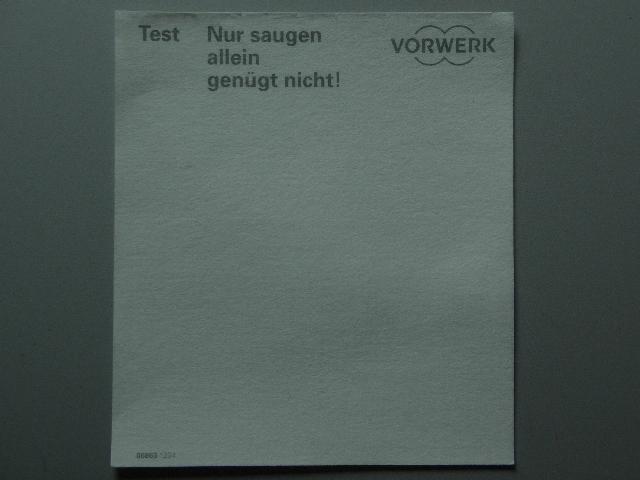 Test Nur saugen
allein
genügt nicht!
VORWERK